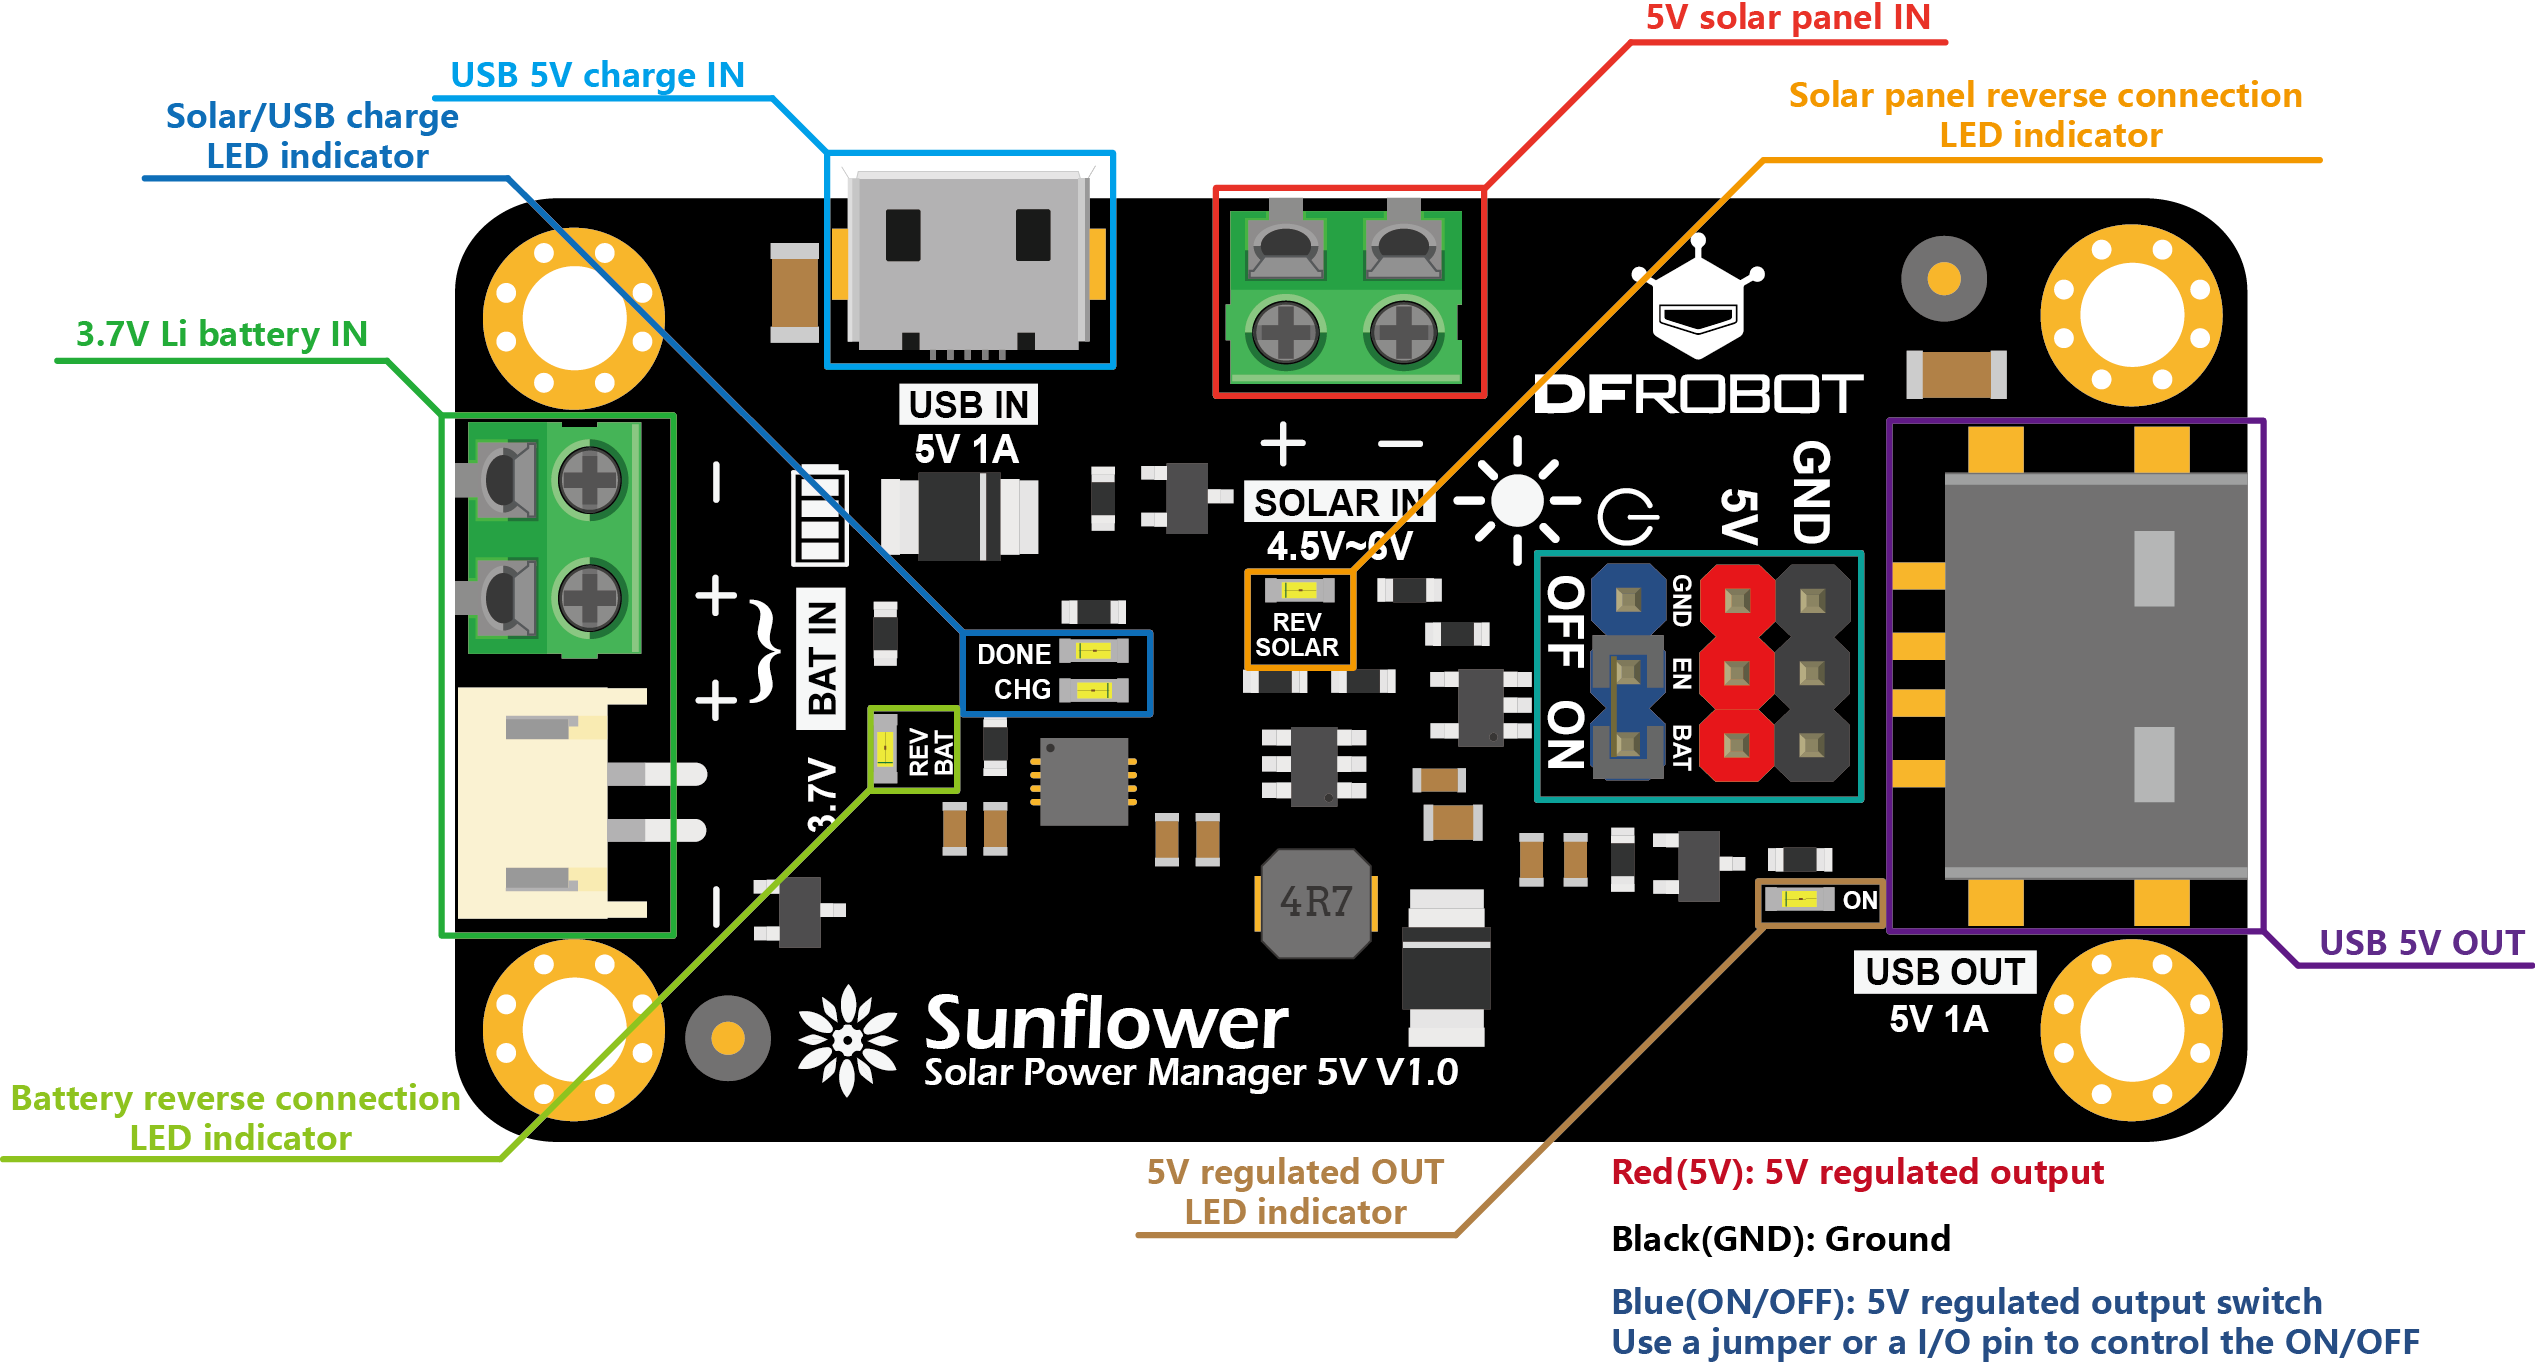 5V solar panel IN
USB 5V charge IN
Solar panel reverse connection
LED indicator
Solar/USB charge
LED indicator
3.7V Li battery IN
USB IN
5V 1A
DFROBOT
+ −
SOLAR IN
4.5V~6V
5V
GND
−
+
+
−
BAT IN
3.7V
DONE
CHG
REV
BAT
REV
SOLAR
OFF
ON
GND
EN
BAT
4R7
ON
USB 5V OUT
USB OUT
5V 1A
Sunflower
Solar Power Manager 5V V1.0
Battery reverse connection
LED indicator
5V regulated OUT
LED indicator
Red(5V): 5V regulated output
Black(GND): Ground
Blue(ON/OFF): 5V regulated output switch
Use a jumper or a I/O pin to control the ON/OFF